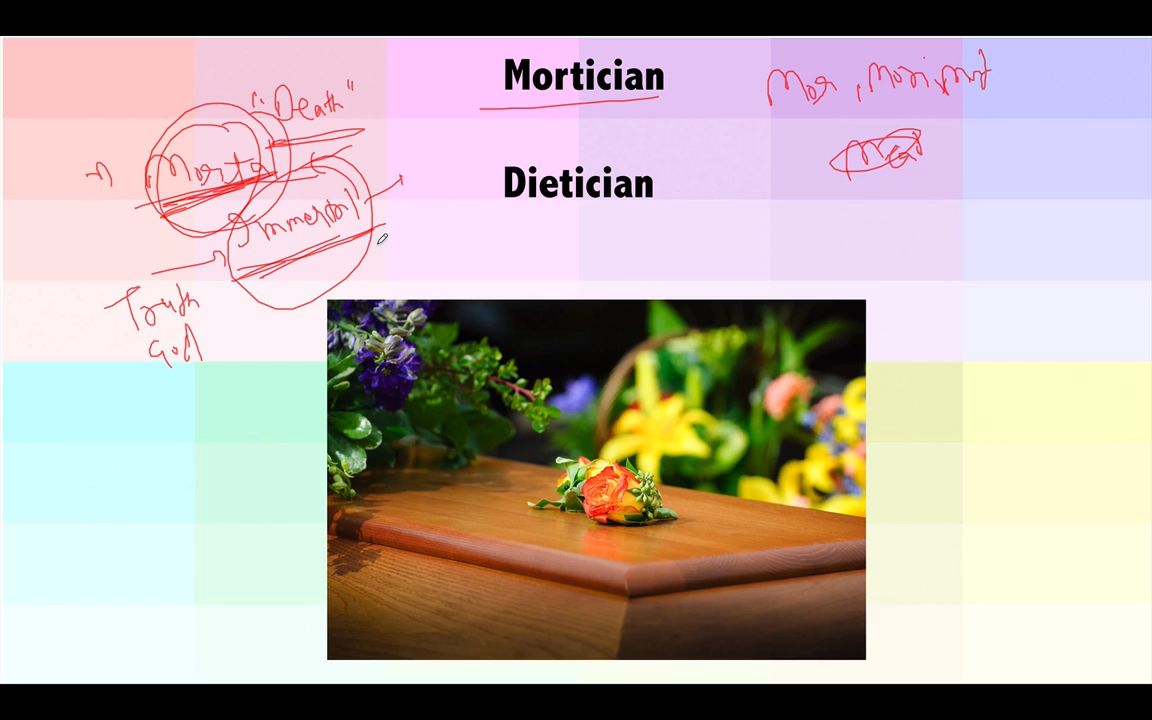 Mortician
Mor, Mori, Mort
"Death"
Mortal
Immortal
Dietician
Truth
God